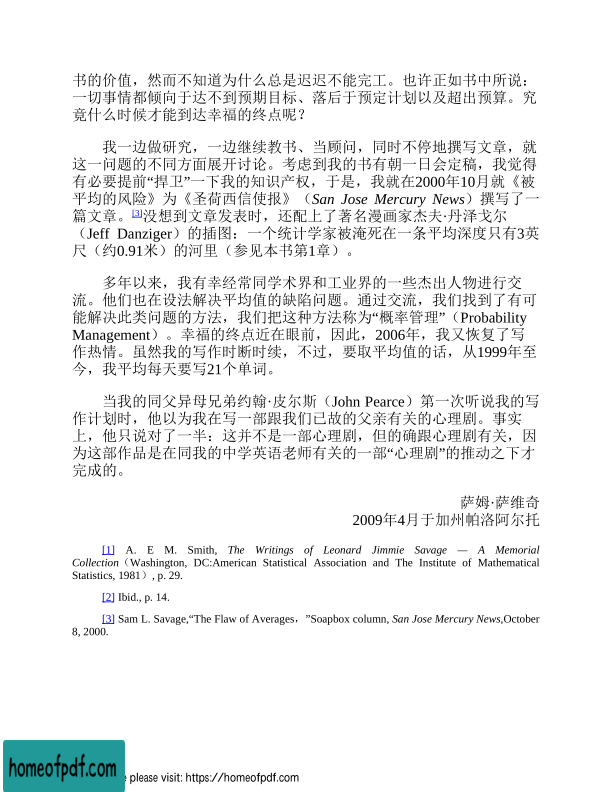 书的价值，然而不知道为什么总是迟迟不能完工。也许正如书中所说：
一切事情都倾向于达不到预期目标、落后于预定计划以及超出预算。究
竟什么时候才能到达幸福的终点呢？
我一边做研究，一边继续教书、当顾问，同时不停地撰写文章，就
这一问题的不同方面展开讨论。考虑到我的书有朝一日会定稿，我觉得
有必要提前“捍卫”一下我的知识产权，于是，我就在2000年10月就《被
平均的风险》为《圣荷西信使报》（San Jose Mercury News）撰写了一
篇文章。[3]没想到文章发表时，还配上了著名漫画家杰夫·丹泽戈尔
（Jeff Danziger）的插图：一个统计学家被淹死在一条平均深度只有3英
尺（约0.91米）的河里（参见本书第1章）。
多年以来，我有幸经常同学术界和工业界的一些杰出人物进行交
流。他们也在设法解决平均值的缺陷问题。通过交流，我们找到了有可
能解决此类问题的方法，我们把这种方法称为“概率管理”（Probability
Management）。幸福的终点近在眼前，因此，2006年，我又恢复了写
作热情。虽然我的写作时断时续，不过，要取平均值的话，从1999年至
今，我平均每天要写21个单词。
当我的同父异母兄弟约翰·皮尔斯（John Pearce）第一次听说我的写
作计划时，他以为我在写一部跟我们已故的父亲有关的心理剧。事实
上，他只说对了一半：这并不是一部心理剧，但的确跟心理剧有关，因
为这部作品是在同我的中学英语老师有关的一部“心理剧”的推动之下才
完成的。
萨姆·萨维奇
2009年4月于加州帕洛阿尔托
[1] A. E M. Smith, The Writings of Leonard Jimmie Savage — A Memorial
Collection（Washington, DC:American Statistical Association and The Institute of Mathematical
Statistics, 1981）, p. 29.
[2] Ibid., p. 14.
[3] Sam L. Savage,“The Flaw of Averages，”Soapbox column, San Jose Mercury News,October
8, 2000.
homeofpdf.com
please visit: https://homeofpdf.com